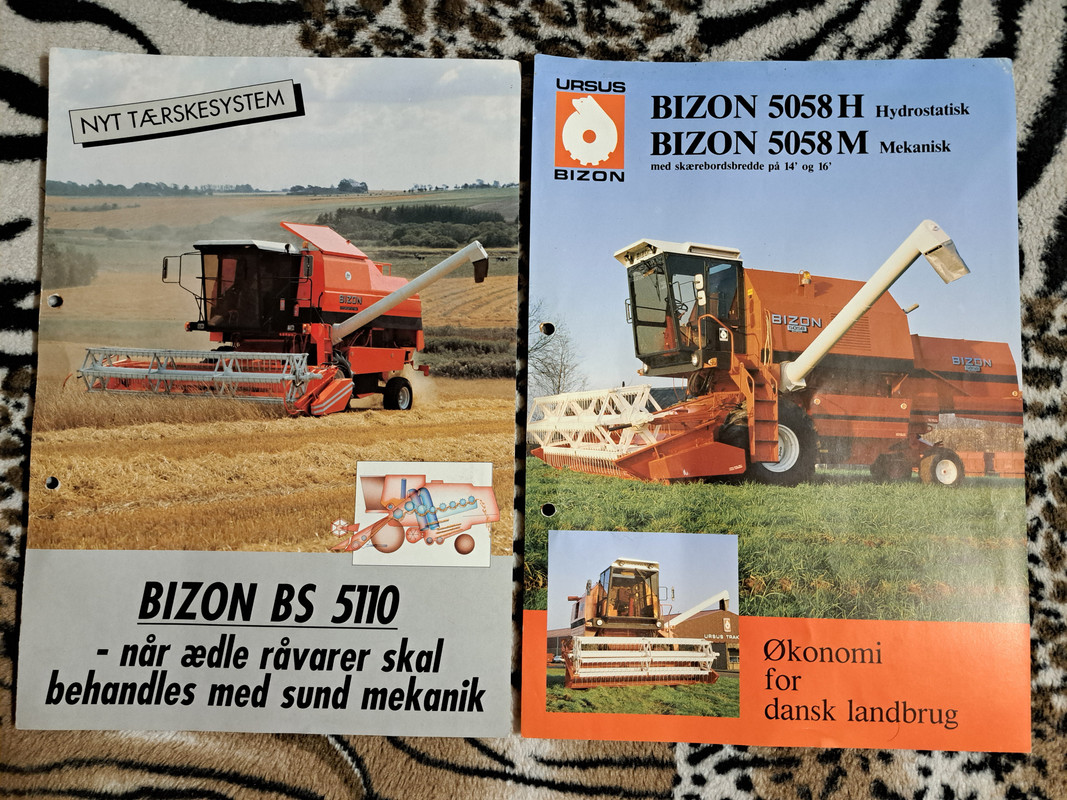 NYT TÆRSKESYSTEM
BIZON
BIZON BS 5110
- når ædle råvarer skal
behandles med sund mekanik
URSUS
BIZON
BIZON 5058 H Hydrostatisk
BIZON 5058 M Mekanisk
med skærebordsbredde på 14' og 16'
BIZON
5058
BIZON
URSUS TRAK
Økonomi
for
dansk landbrug